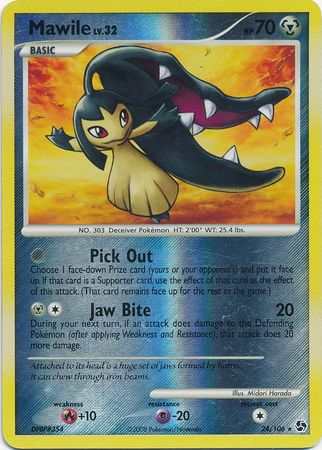 Mawile LV.32 HP 70
BASIC
NO. 303 Deceiver Pokémon HT: 2'00" WT: 25.4 lbs.
Pick Out
Choose 1 face-down Prize card (yours or your opponent's) and put it face
up. If that card is a Supporter card, use the effect of that card as the effect
of this attack. (That card remains face up for the rest of the game.)
Jaw Bite 20
During your next turn, if an attack does damage to the Defending
Pokémon (after applying Weakness and Resistance), that attack does 20
more damage.
Attached to its head is a huge set of jaws formed by horns.
It can chew through iron beams.
Illus. Midori Harada
weakness resistance retreat cost
+10 -20
DPBP#354 ©2008 Pokémon/Nintendo 24/106 ★